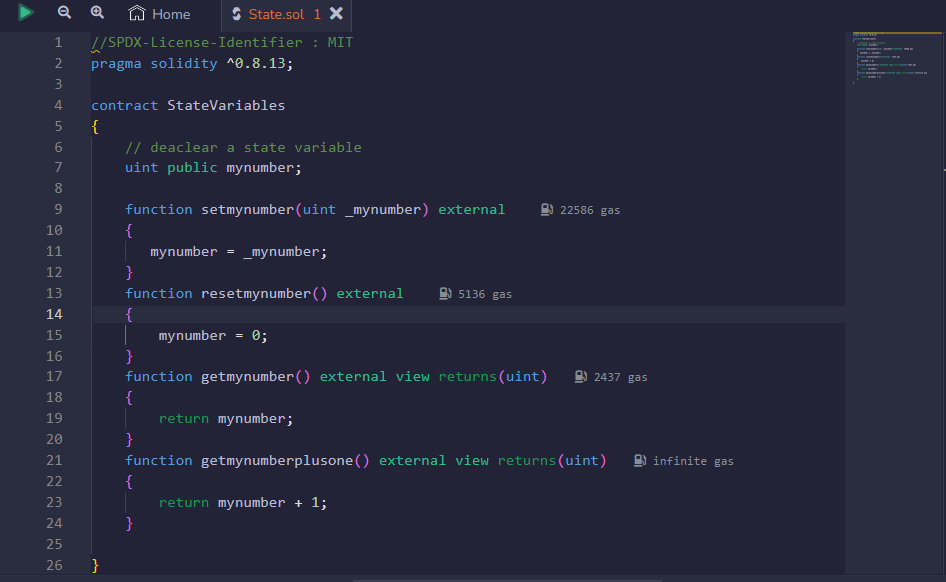 Home State.sol 1
1 //SPDX-License-Identifier : MIT
2 pragma solidity ^0.8.13;
3
4 contract StateVariables
5 {
6 // deaclear a state variable
7 uint public mynumber;
8
9 function setmynumber(uint _mynumber) external 22586 gas
10 {
11 mynumber = _mynumber;
12 }
13 function resetmynumber() external 5136 gas
14 {
15 mynumber = 0;
16 }
17 function getmynumber() external view returns(uint) 2437 gas
18 {
19 return mynumber;
20 }
21 function getmynumberplusone() external view returns(uint) infinite gas
22 {
23 return mynumber + 1;
24 }
25
26 }